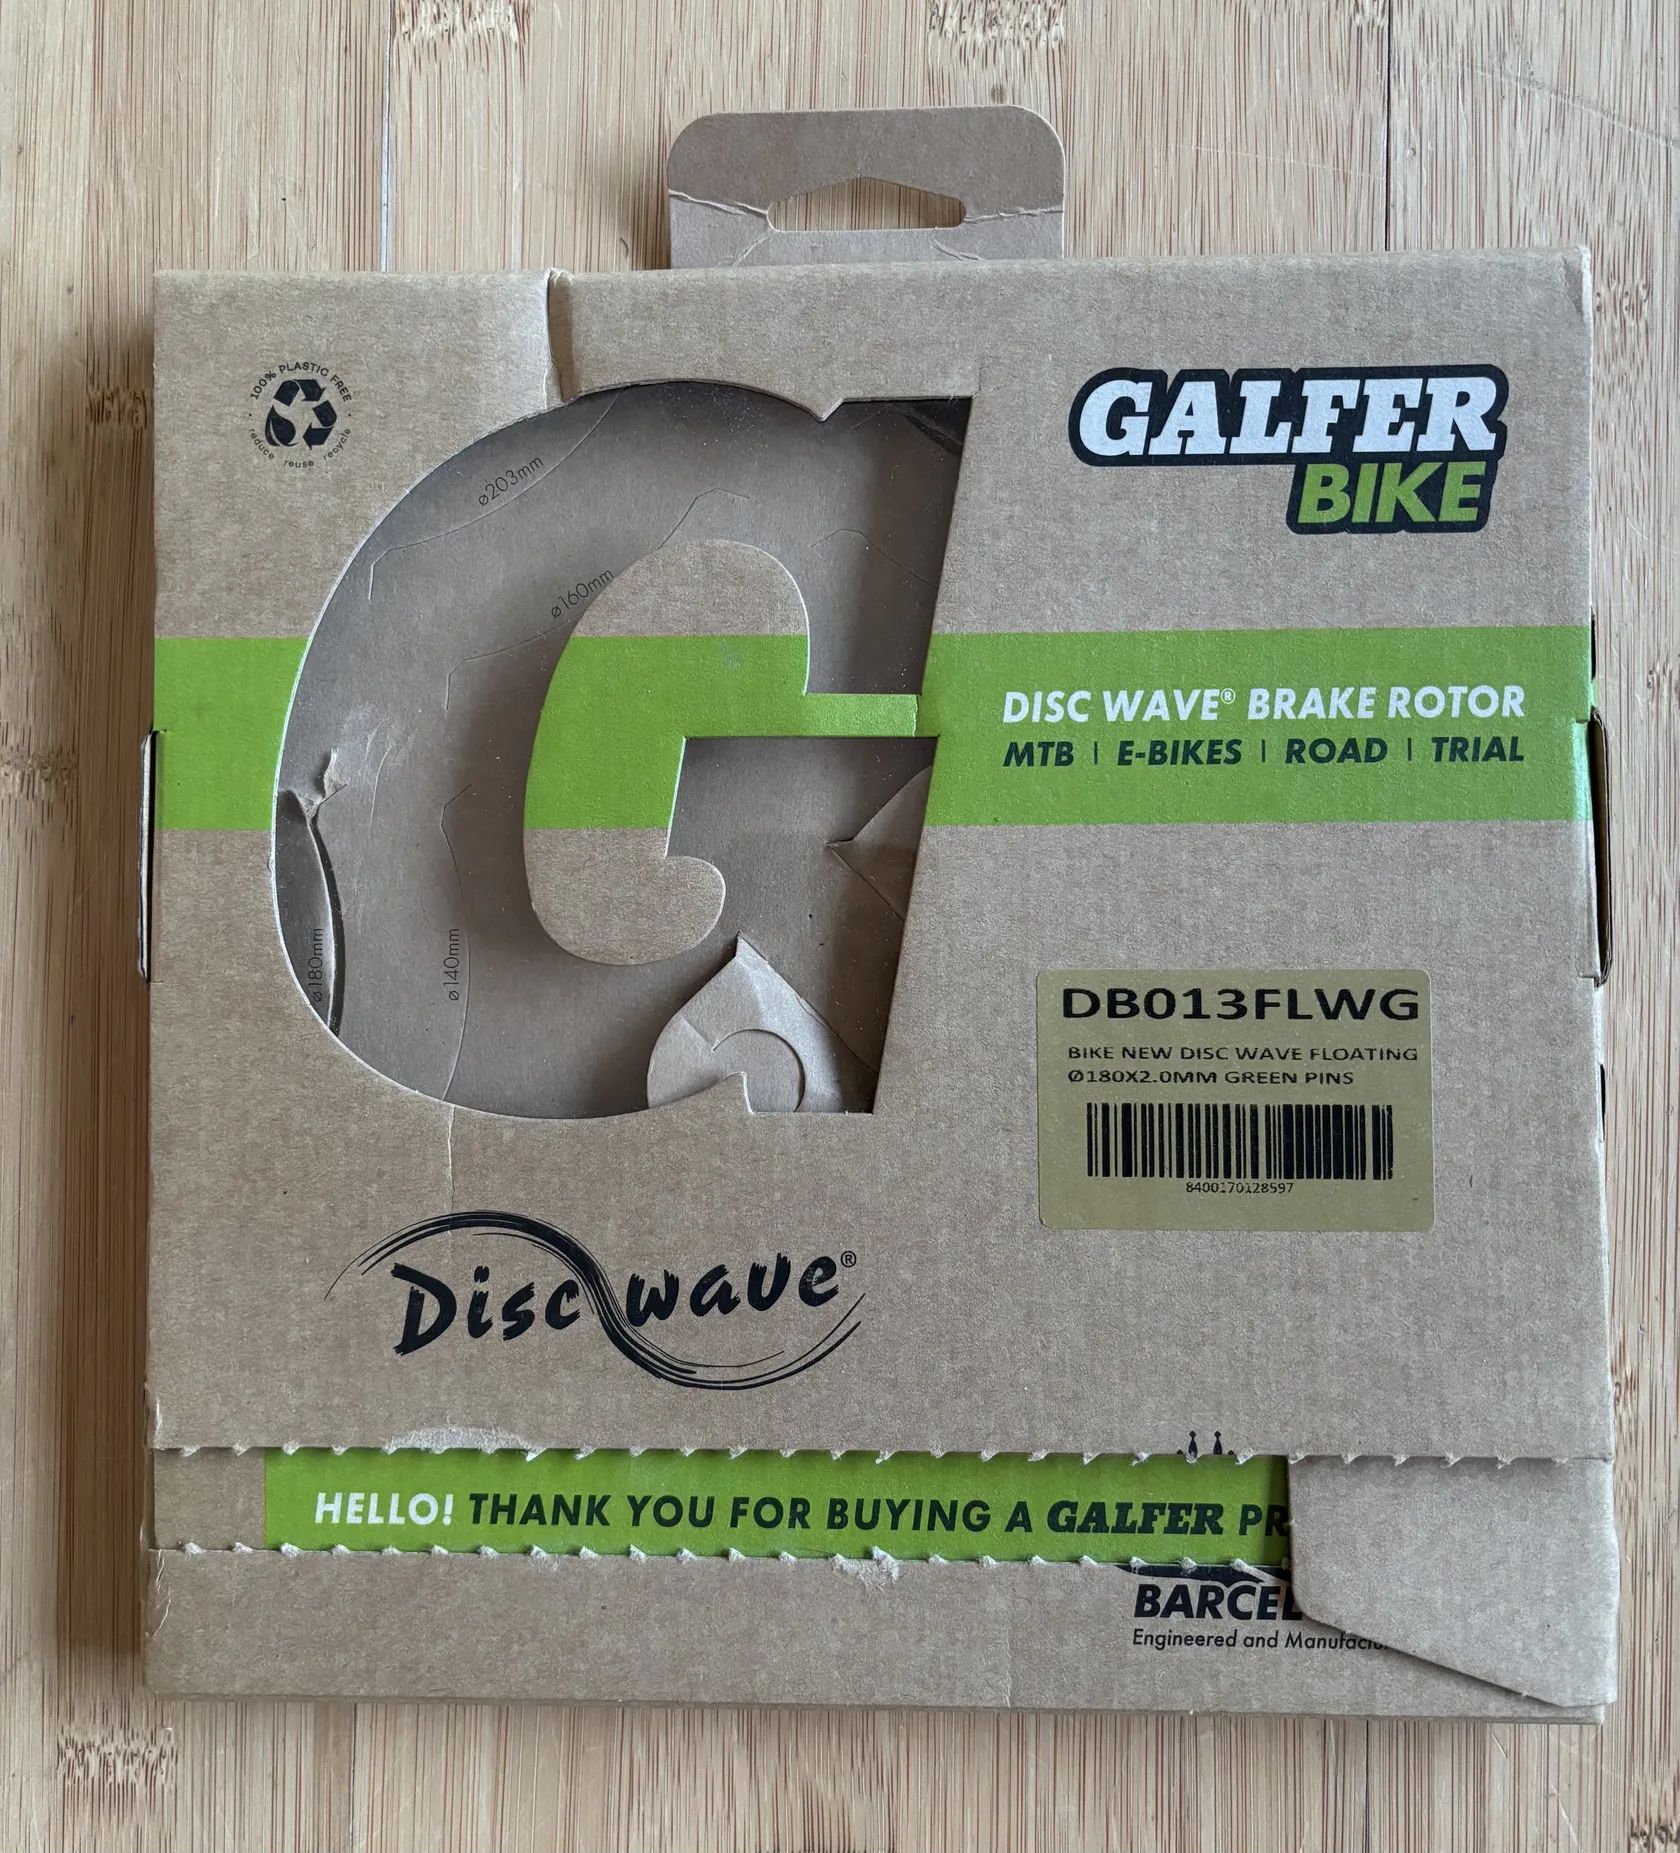 100% PLASTIC FREE
reduce reuse recycle
GALFER
BIKE
ø203mm
ø160mm
DISC WAVE® BRAKE ROTOR
MTB | E-BIKES | ROAD | TRIAL
ø180mm
ø140mm
DB013FLWG
BIKE NEW DISC WAVE FLOATING
Ø180X2.0MM GREEN PINS
8400170128597
Disc wave®
HELLO! THANK YOU FOR BUYING A GALFER PR
BARCEL
Engineered and Manufactu